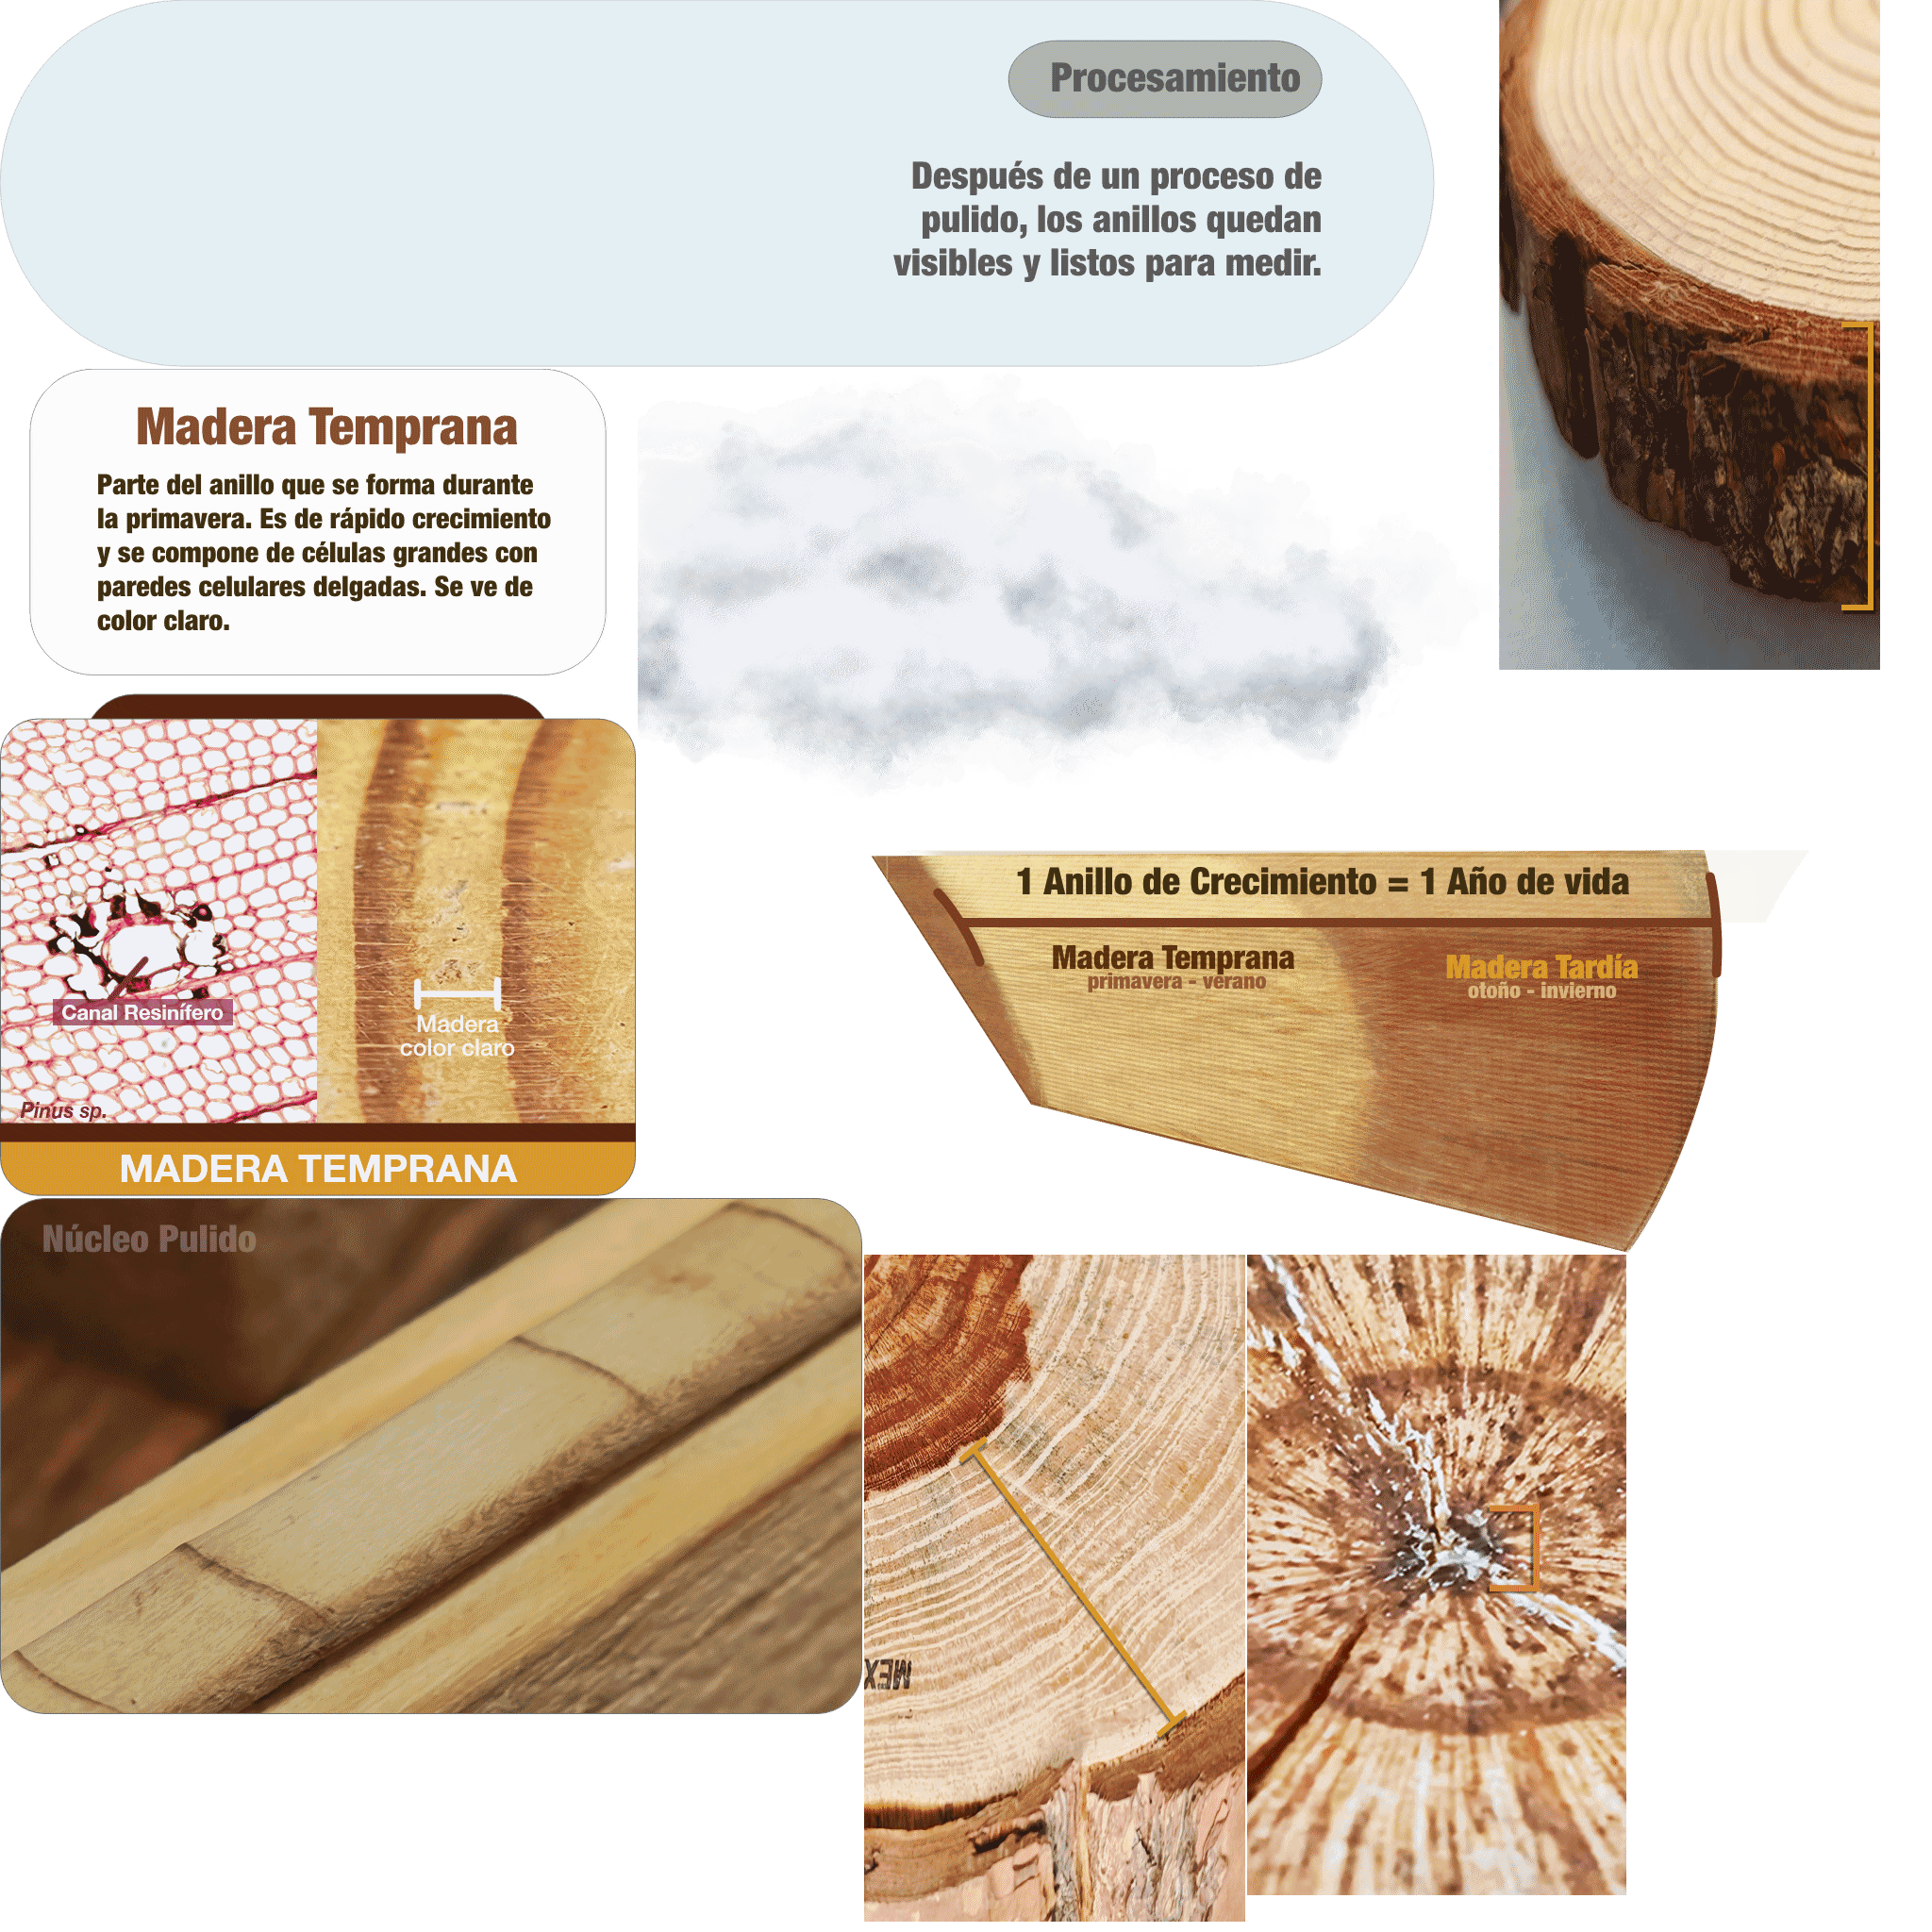 Procesamiento
Después de un proceso de
pulido, los anillos quedan
visibles y listos para medir.
Madera Temprana
Parte del anillo que se forma durante
la primavera. Es de rápido crecimiento
y se compone de células grandes con
paredes celulares delgadas. Se ve de
color claro.
Canal Resinífero
Pinus sp.
Madera
color claro
MADERA TEMPRANA
1 Anillo de Crecimiento = 1 Año de vida
Madera Temprana
primavera - verano
Madera Tardía
otoño - invierno
Núcleo Pulido
MEX